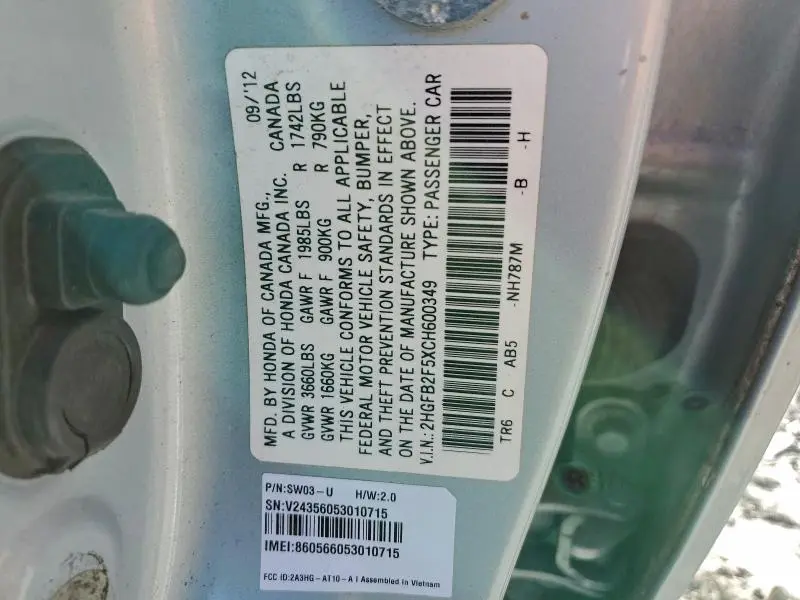 MFD. BY HONDA OF CANADA MFG., 09/'12
A DIVISION OF HONDA CANADA INC. CANADA
GVWR 3660LBS GAWR F 1985LBS R 1742LBS
GVWR 1660KG GAWR F 900KG R 790KG
THIS VEHICLE CONFORMS TO ALL APPLICABLE
FEDERAL MOTOR VEHICLE SAFETY, BUMPER,
AND THEFT PREVENTION STANDARDS IN EFFECT
ON THE DATE OF MANUFACTURE SHOWN ABOVE.
V.I.N.: 2HGFB2F5XCH600349 TYPE: PASSENGER CAR
TR6 C AB5 -NH787M -B -H
P/N:SW03-U H/W:2.0
SN:V24356053010715
IMEI:860566053010715
FCC ID:2A3HG-AT10-A I Assembled in Vietnam